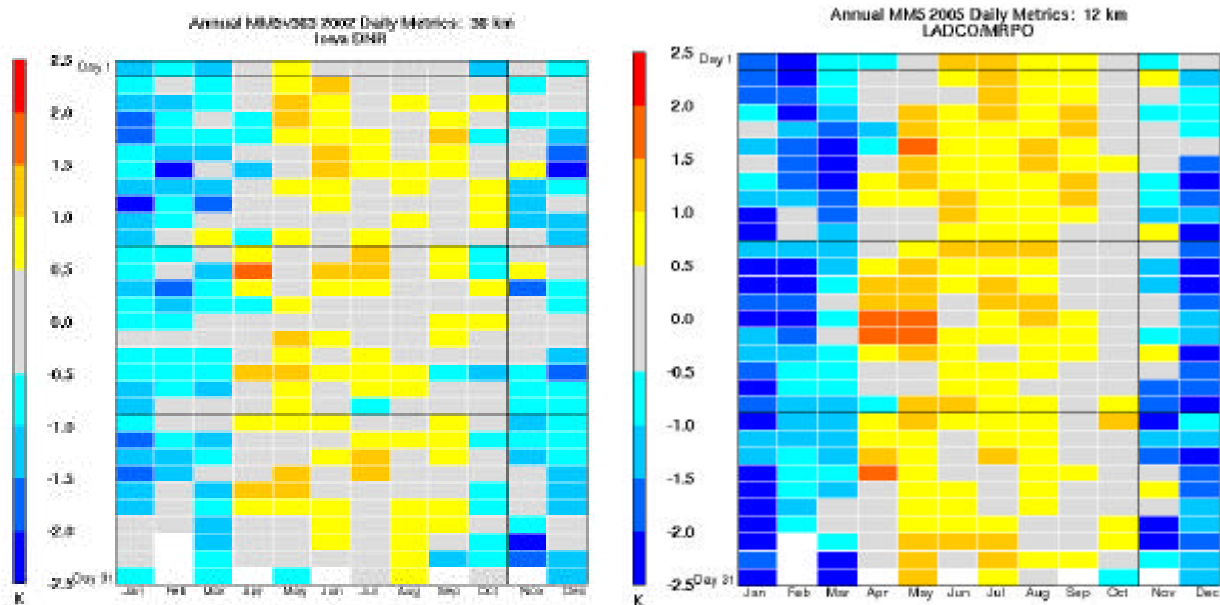 Annual MM5v363 2002 Daily Metrics: 36 km
Iowa DNR
2.5
2.0
1.5
1.0
0.5
0.0
-0.5
-1.0
-1.5
-2.0
-2.5
K
Day 1
Day 31
Jan Feb Mar Apr May Jun Jul Aug Sep Oct Nov Dec
Annual MM5 2005 Daily Metrics: 12 km
LADCO/MRPO
2.5
2.0
1.5
1.0
0.5
0.0
-0.5
-1.0
-1.5
-2.0
-2.5
K
Day 1
Day 31
Jan Feb Mar Apr May Jun Jul Aug Sep Oct Nov Dec